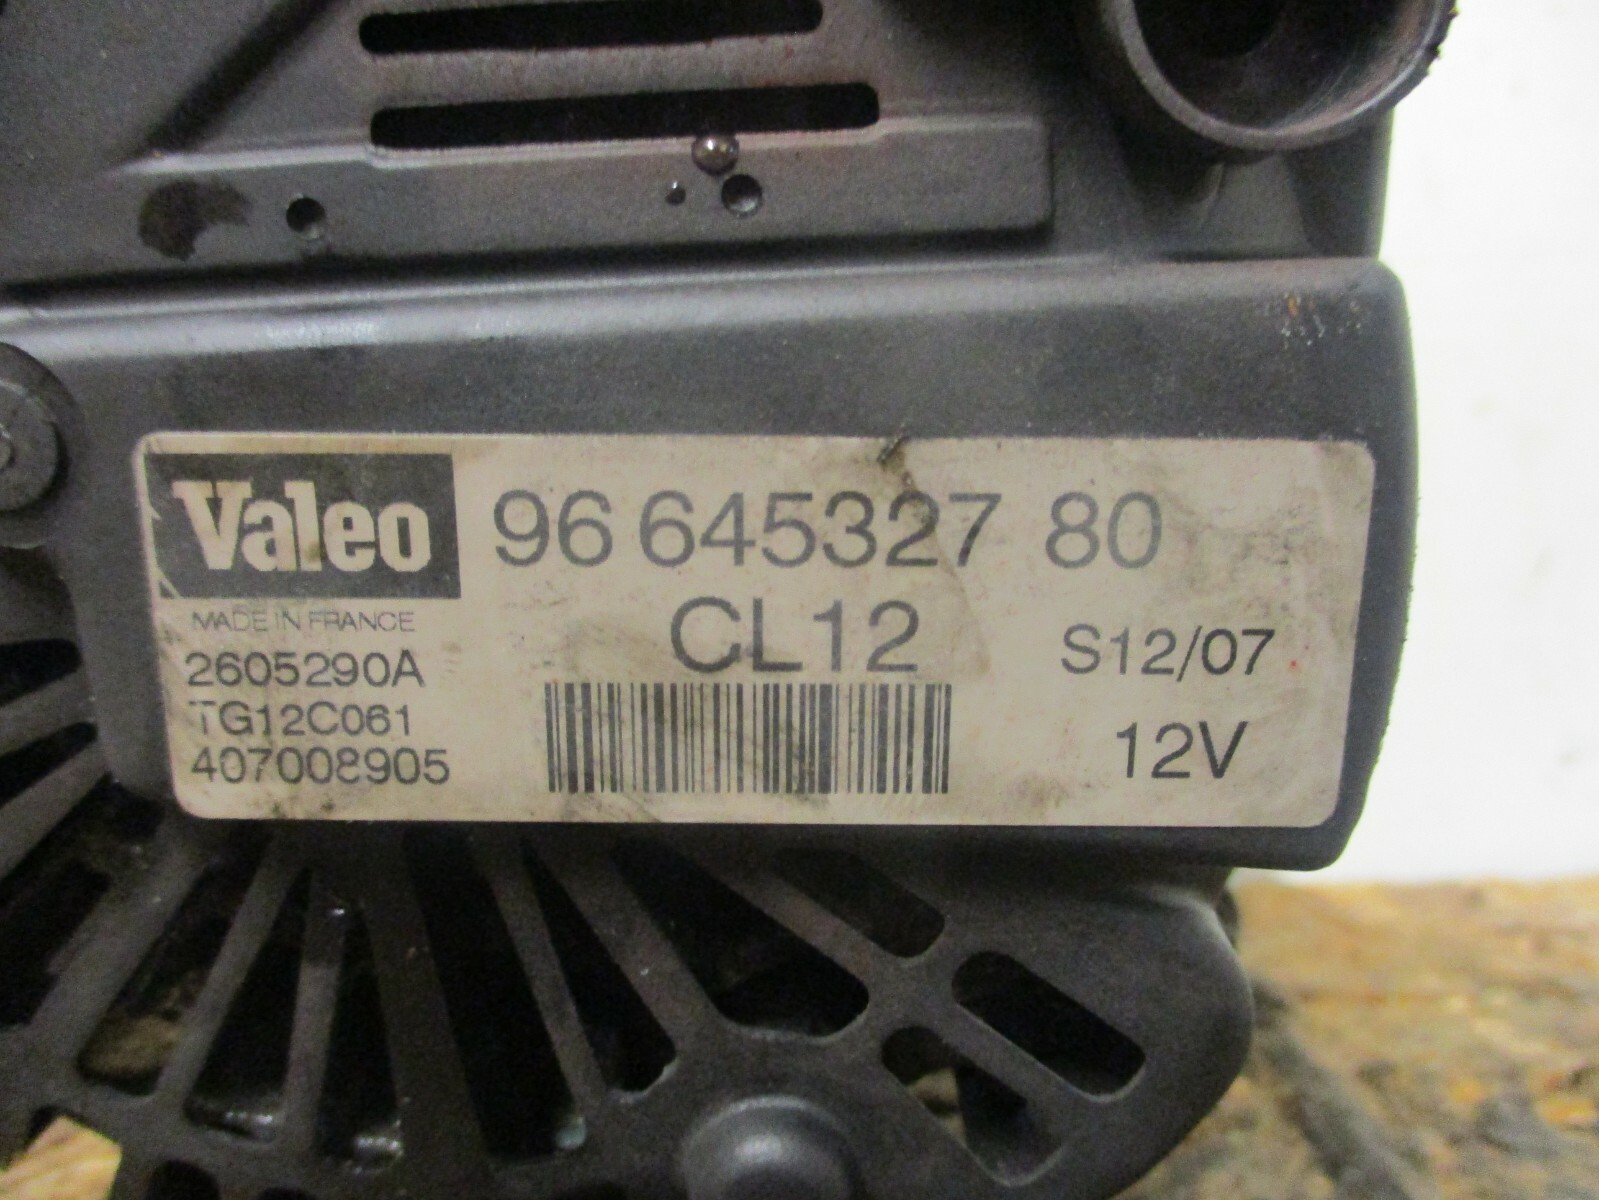 Valeo
96 645327 80
MADE IN FRANCE
CL12
2605290A
S12/07
TG12C061
407008905
12V